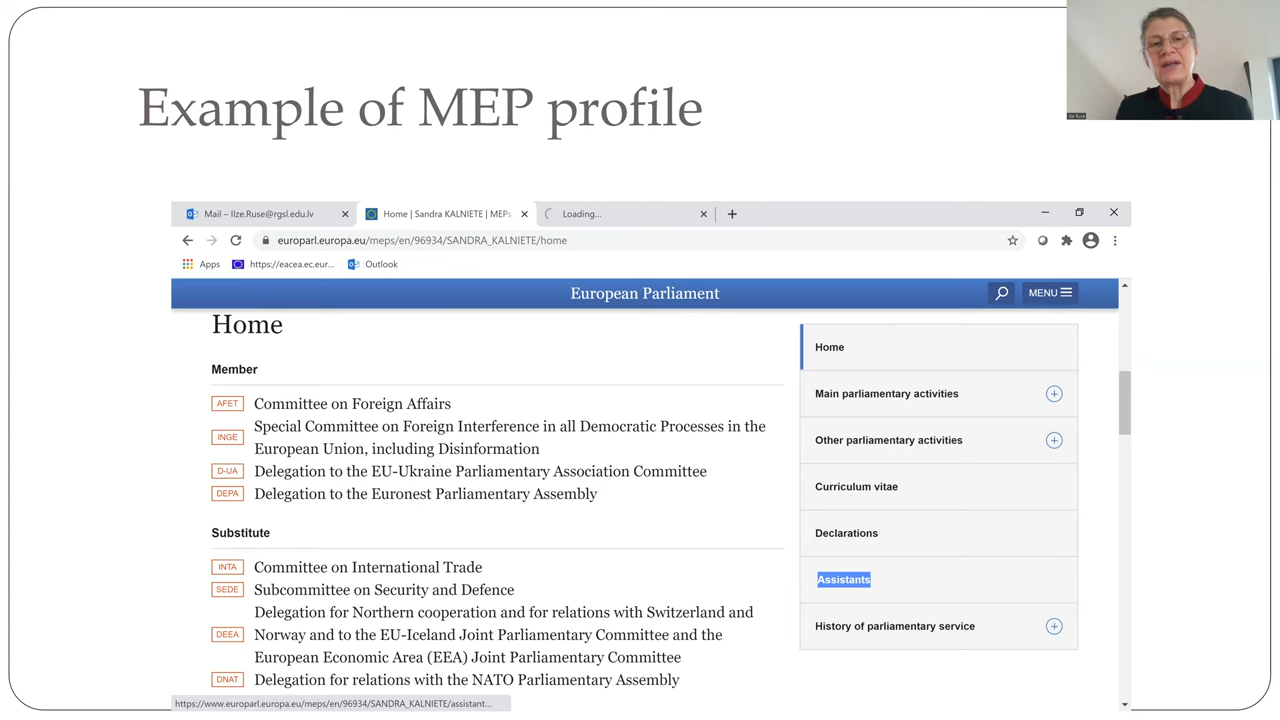 Example of MEP profile
Ilze Ruse
Mail – Ilze.Ruse@rgsl.edu.lv
Home | Sandra KALNIETE | MEPs
Loading...
europarl.europa.eu/meps/en/96934/SANDRA_KALNIETE/home
Apps
https://eacea.ec.eur...
Outlook
European Parliament
MENU
Home
Member
AFET Committee on Foreign Affairs
Special Committee on Foreign Interference in all Democratic Processes in the
INGE
European Union, including Disinformation
D-UA Delegation to the EU-Ukraine Parliamentary Association Committee
DEPA Delegation to the Euronest Parliamentary Assembly
Substitute
INTA Committee on International Trade
SEDE Subcommittee on Security and Defence
Delegation for Northern cooperation and for relations with Switzerland and
DEEA Norway and to the EU-Iceland Joint Parliamentary Committee and the
European Economic Area (EEA) Joint Parliamentary Committee
DNAT Delegation for relations with the NATO Parliamentary Assembly
Home
Main parliamentary activities
Other parliamentary activities
Curriculum vitae
Declarations
Assistants
History of parliamentary service
https://www.europarl.europa.eu/meps/en/96934/SANDRA_KALNIETE/assistant...